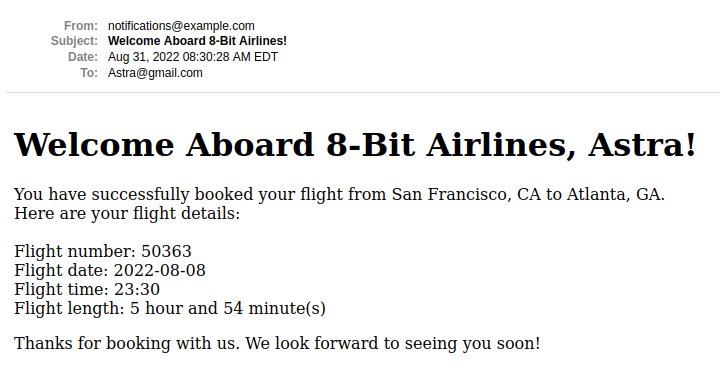 From: notifications@example.com
Subject: Welcome Aboard 8-Bit Airlines!
Date: Aug 31, 2022 08:30:28 AM EDT
To: Astra@gmail.com
Welcome Aboard 8-Bit Airlines, Astra!
You have successfully booked your flight from San Francisco, CA to Atlanta, GA.
Here are your flight details:
Flight number: 50363
Flight date: 2022-08-08
Flight time: 23:30
Flight length: 5 hour and 54 minute(s)
Thanks for booking with us. We look forward to seeing you soon!